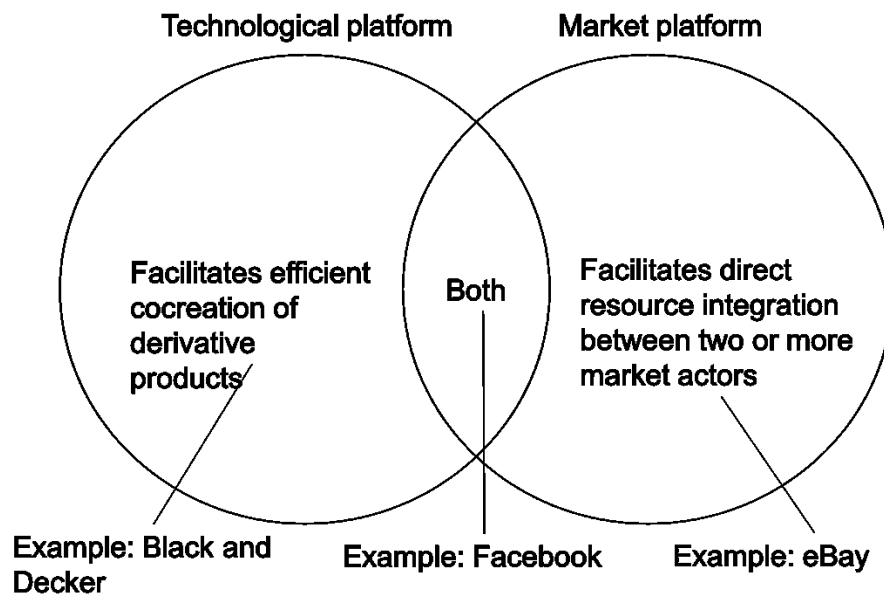 Technological platform
Market platform
Facilitates efficient
cocreation of
derivative
products
Both
Facilitates direct
resource integration
between two or more
market actors
Example: Black and
Decker
Example: Facebook
Example: eBay